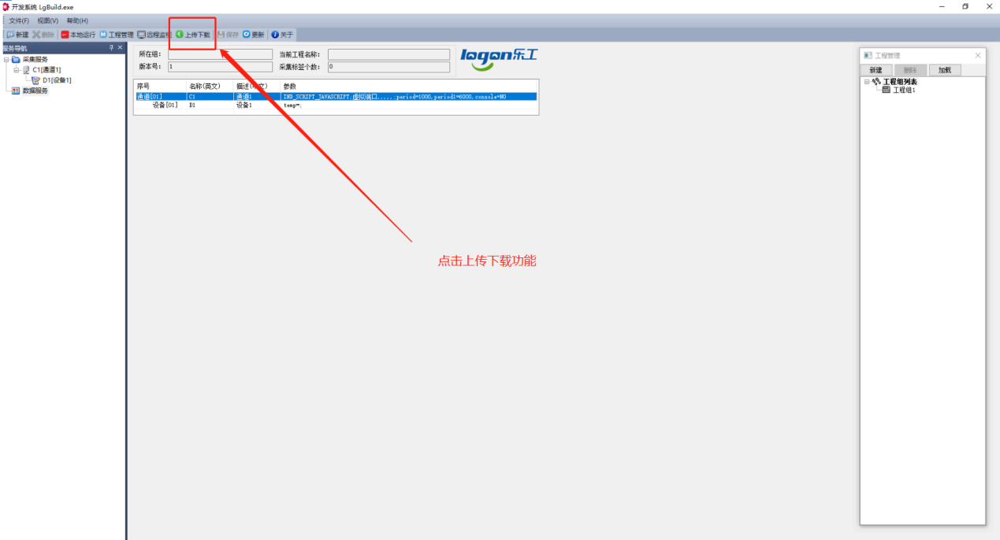 开发系统 LgBuild.exe
文件(F) 视图(V) 帮助(H)
新建 删除 本地运行 工程管理 远程监视 上传下载 保存 更新 关于
服务导航
采集服务
C1[通道1]
D1[设备1]
数据服务
所在组: 当前工程名称:
版本号: 1 采集标签个数: 0
logon乐工
序号 名称(英文) 描述(中文) 参数
通道[01] C1 通道1 IND_SCRIPT_JAVASCRIPT;虚拟端口,,,,,;period=1000,period1=6000,console=NO
设备[01] D1 设备1 temp=;
点击上传下载功能
工程管理
新建 删除 加载
工程组列表
工程组1